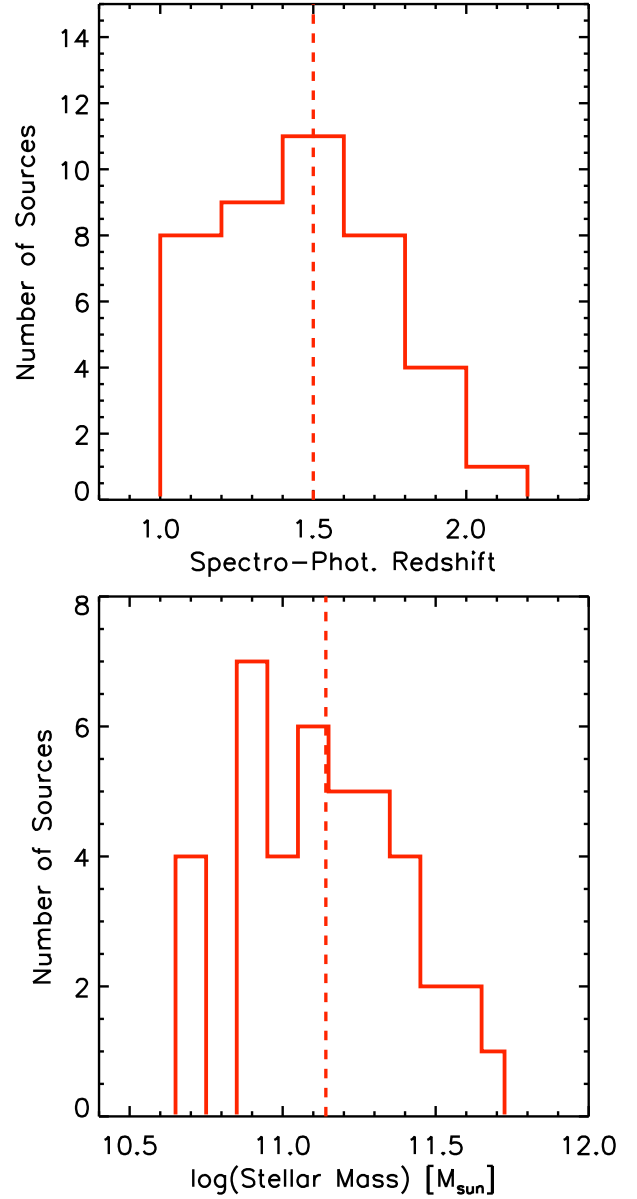 14
12
10
8
6
4
2
0
Number of Sources
1.0 1.5 2.0
Spectro-Phot. Redshift
8
6
4
2
0
Number of Sources
10.5 11.0 11.5 12.0
log(Stellar Mass) [Msun]